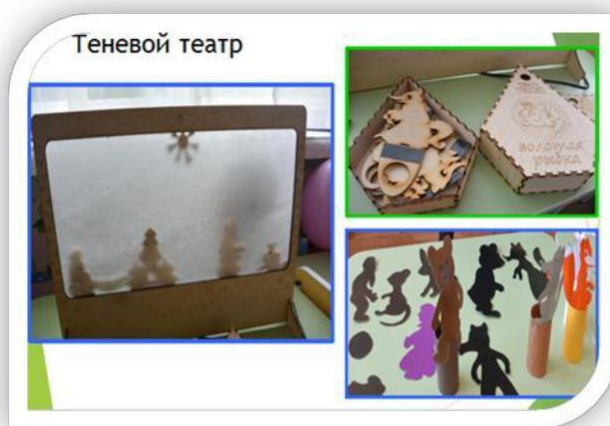 Теневой театр
золотая
рыбка